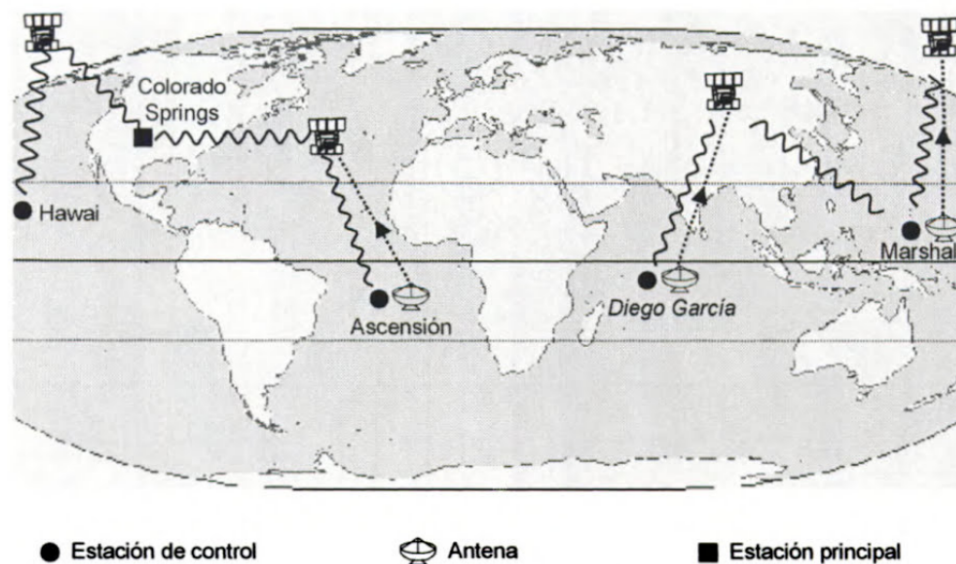 Colorado
Springs
Hawai
Ascensión
Diego García
Marshal
Estación de control
Antena
Estación principal